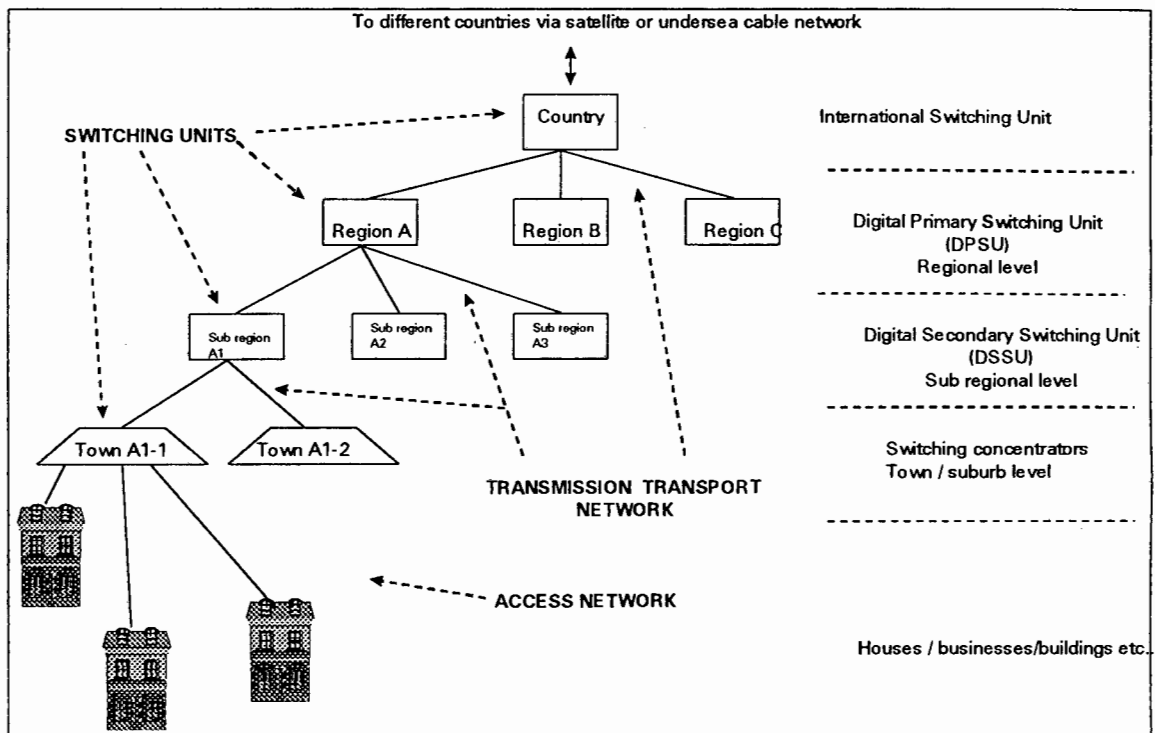 To different countries via satellite or undersea cable network
Country
International Switching Unit
SWITCHING UNITS
Region A
Region B
Region C
Digital Primary Switching Unit
(DPSU)
Regional level
Sub region
A1
Sub region
A2
Sub region
A3
Digital Secondary Switching Unit
(DSSU)
Sub regional level
Town A1-1
Town A1-2
Switching concentrators
Town / suburb level
TRANSMISSION TRANSPORT
NETWORK
ACCESS NETWORK
Houses / businesses/buildings etc..